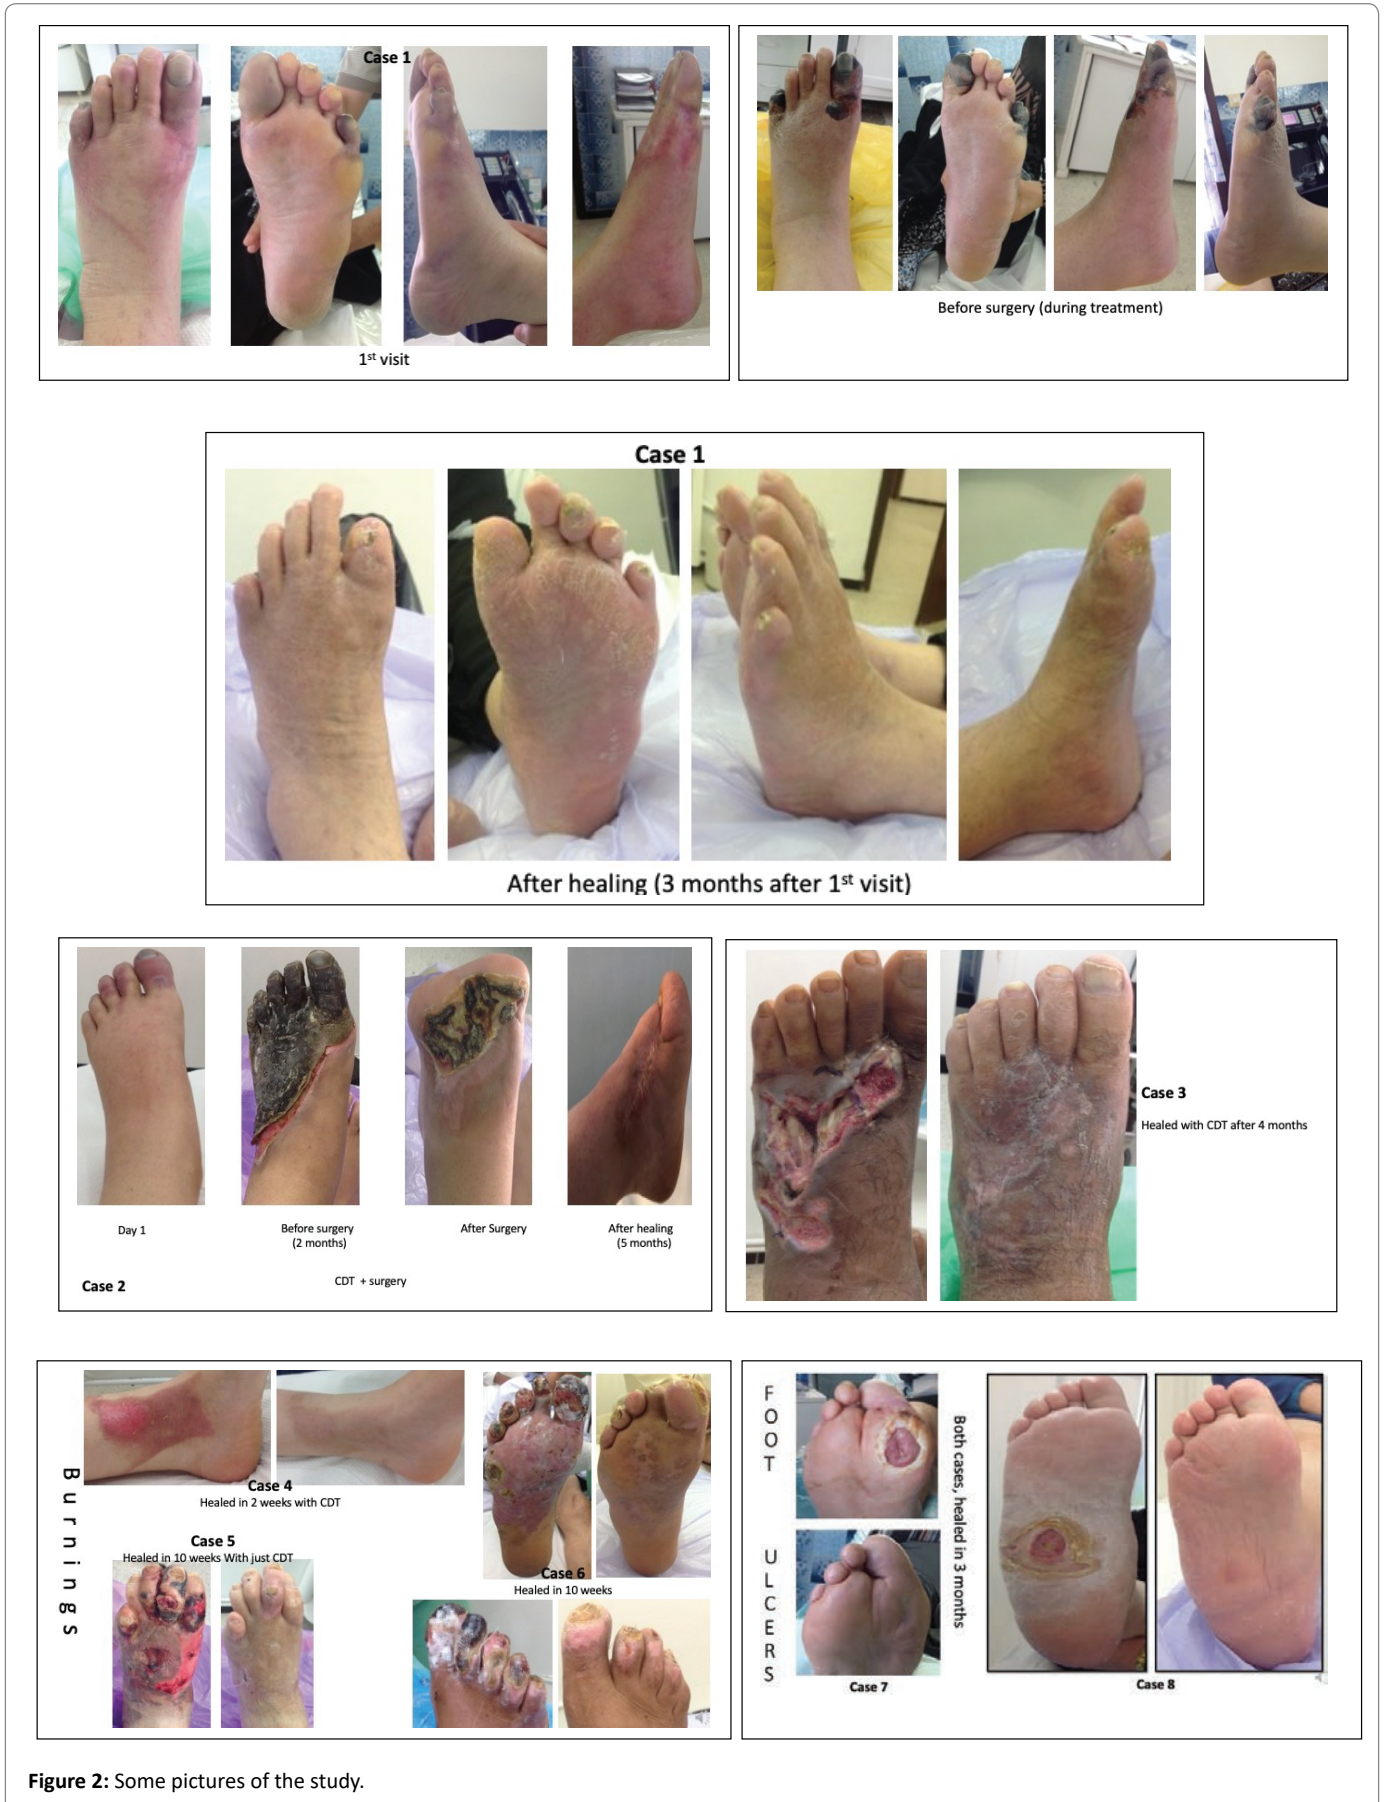 Case 1
1st visit
Before surgery (during treatment)
Case 1
After healing (3 months after 1st visit)
Day 1
Before surgery
(2 months)
After Surgery
After healing
(5 months)
CDT + surgery
Case 2
Case 3
Healed with CDT after 4 months
Burnings
Case 4
Healed in 2 weeks with CDT
Case 5
Healed in 10 weeks With just CDT
Case 6
Healed in 10 weeks
FOOT
ULCERS
Both cases, healed in 3 months
Case 7
Case 8
Figure 2: Some pictures of the study.